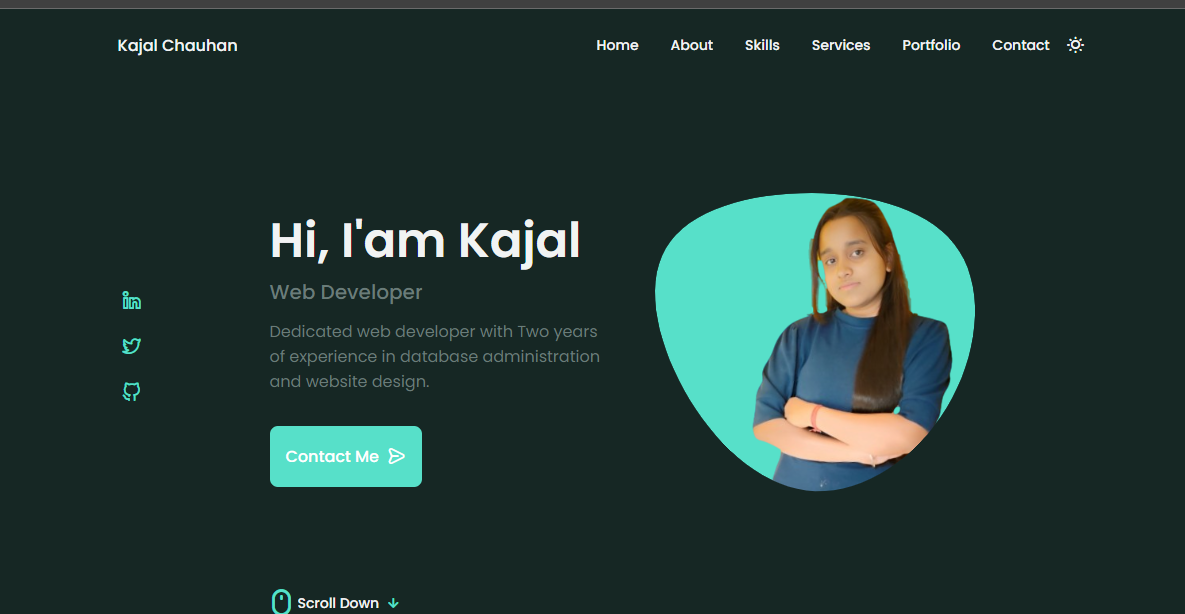 Kajal Chauhan
Home About Skills Services Portfolio Contact
Hi, I'am Kajal
Web Developer
Dedicated web developer with Two years
of experience in database administration
and website design.
Contact Me
Scroll Down